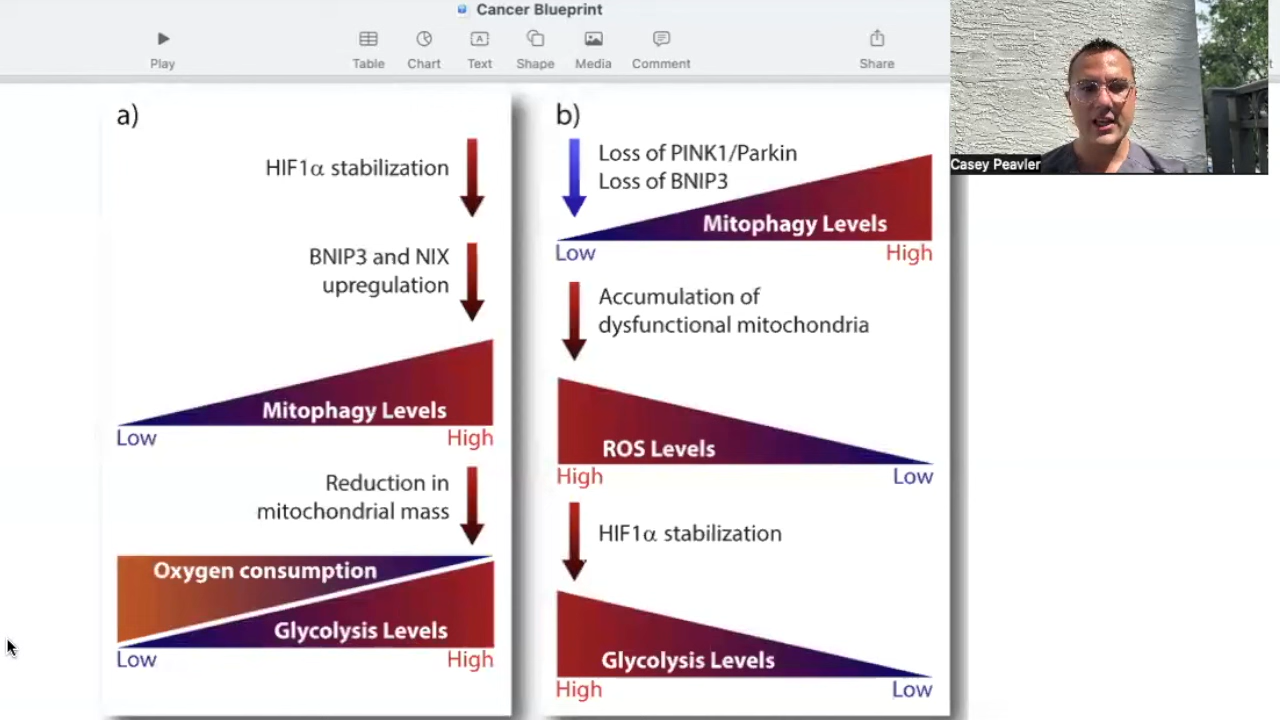 Cancer Blueprint
Play
Table
Chart
Text
Shape
Media
Comment
Share
Casey Peavler
a)
HIF1α stabilization
BNIP3 and NIX
upregulation
Mitophagy Levels
Low
High
Reduction in
mitochondrial mass
Oxygen consumption
Glycolysis Levels
Low
High
b)
Loss of PINK1/Parkin
Loss of BNIP3
Mitophagy Levels
Low
High
Accumulation of
dysfunctional mitochondria
ROS Levels
High
Low
HIF1α stabilization
Glycolysis Levels
High
Low